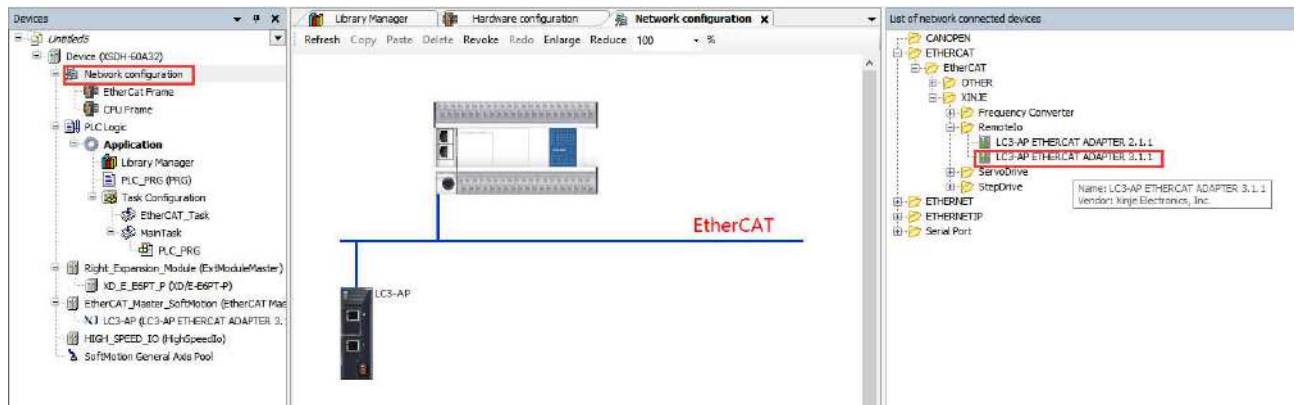 Devices
Untitled5
Device (XSDH-60A32)
Network configuration
EtherCat Frame
CPU Frame
PLC Logic
Application
Library Manager
PLC_PRG (PRG)
Task Configuration
EtherCAT_Task
MainTask
PLC_PRG
Right_Expansion_Module (ExtModuleMaster)
XD_E_E6PT_P (XD/E-E6PT-P)
EtherCAT_Master_SoftMotion (EtherCAT Mas
LC3-AP (LC3-AP ETHERCAT ADAPTER 3.
HIGH_SPEED_IO (HighSpeedIo)
SoftMotion General Axis Pool
Library Manager Hardware configuration Network configuration
Refresh Copy Paste Delete Revoke Redo Enlarge Reduce 100 %
EtherCAT
LC3-AP
List of network connected devices
CANOPEN
ETHERCAT
EtherCAT
OTHER
XINJE
Frequency Converter
RemoteIo
LC3-AP ETHERCAT ADAPTER 2.1.1
LC3-AP ETHERCAT ADAPTER 3.1.1
ServoDrive
StepDrive
Name: LC3-AP ETHERCAT ADAPTER 3.1.1
Vendor: Xinje Electronics, Inc.
ETHERNET
ETHERNETIP
Serial Port